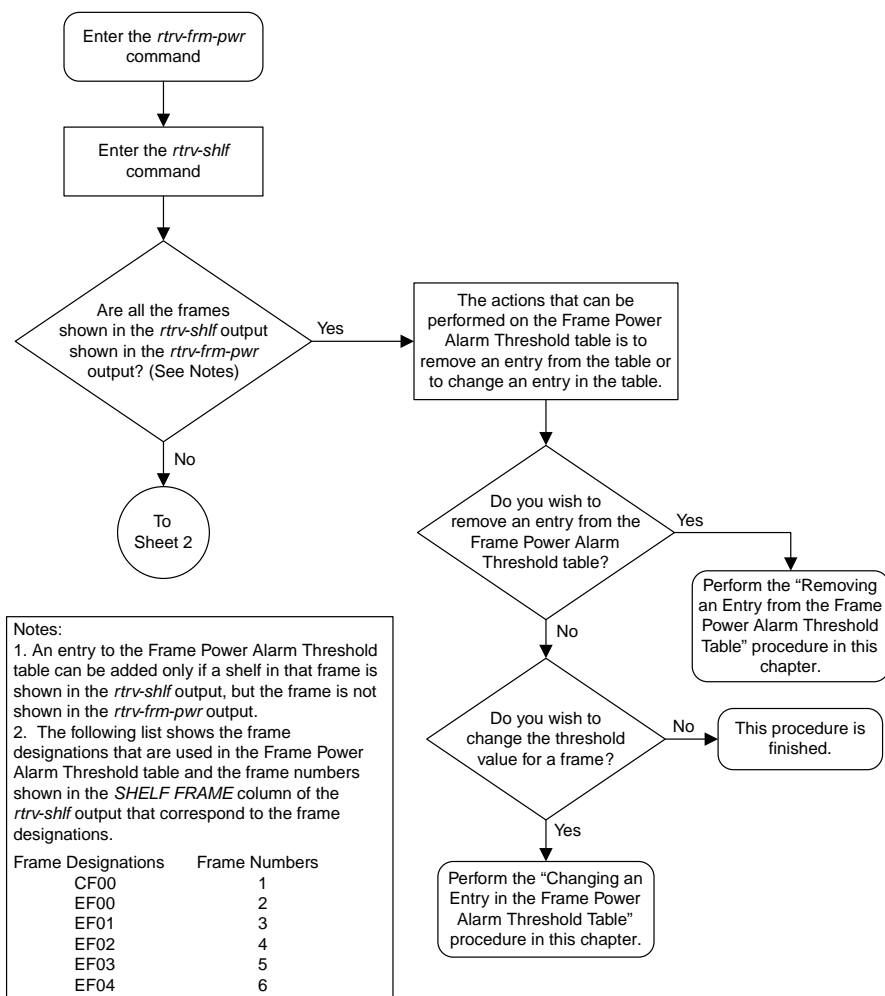 Enter the rtrv-frm-pwr
command
Enter the rtrv-shlf
command
Are all the frames
shown in the rtrv-shlf output
shown in the rtrv-frm-pwr
output? (See Notes)
Yes
No
To
Sheet 2
The actions that can be
performed on the Frame Power
Alarm Threshold table is to
remove an entry from the table or
to change an entry in the table.
Do you wish to
remove an entry from the
Frame Power Alarm
Threshold table?
Yes
Perform the “Removing
an Entry from the Frame
Power Alarm Threshold
Table” procedure in this
chapter.
No
Do you wish to
change the threshold
value for a frame?
No
This procedure is
finished.
Yes
Perform the “Changing an
Entry in the Frame Power
Alarm Threshold Table”
procedure in this chapter.
Notes:
1. An entry to the Frame Power Alarm Threshold
table can be added only if a shelf in that frame is
shown in the rtrv-shlf output, but the frame is not
shown in the rtrv-frm-pwr output.
2. The following list shows the frame
designations that are used in the Frame Power
Alarm Threshold table and the frame numbers
shown in the SHELF FRAME column of the
rtrv-shlf output that correspond to the frame
designations.
Frame Designations Frame Numbers
CF00 1
EF00 2
EF01 3
EF02 4
EF03 5
EF04 6